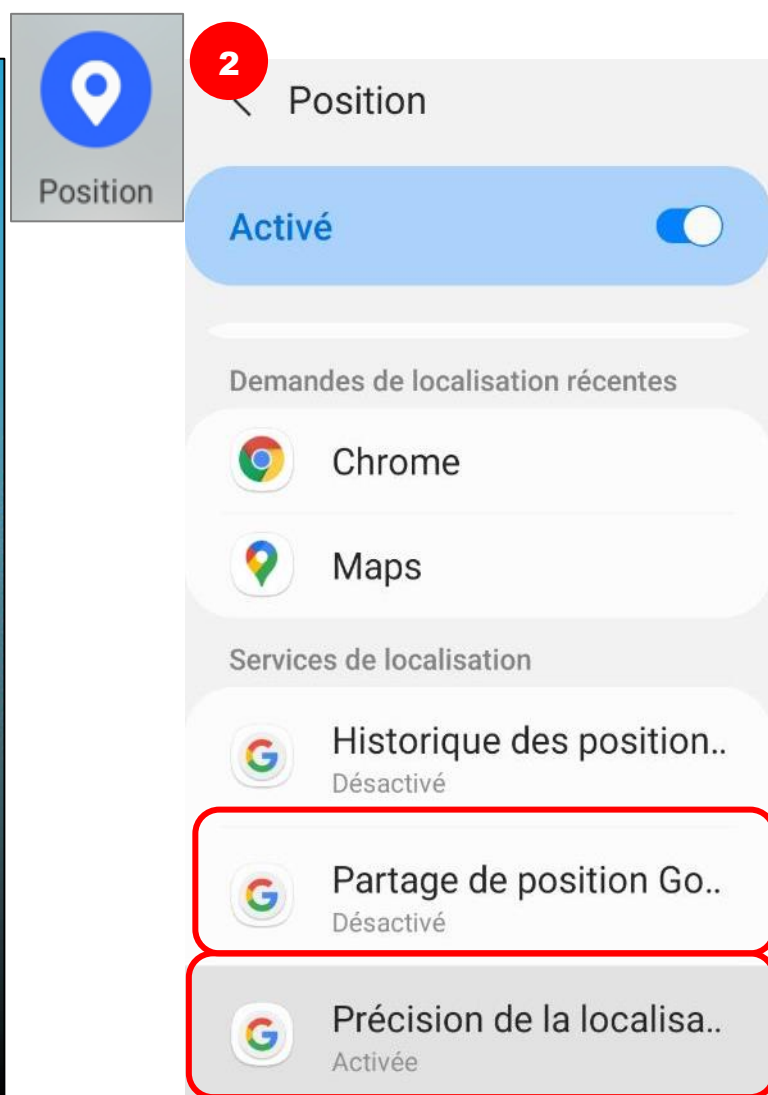 Position
2
Position
Activé
Demandes de localisation récentes
Chrome
Maps
Services de localisation
Historique des position..
Désactivé
Partage de position Go..
Désactivé
Précision de la localisa..
Activée